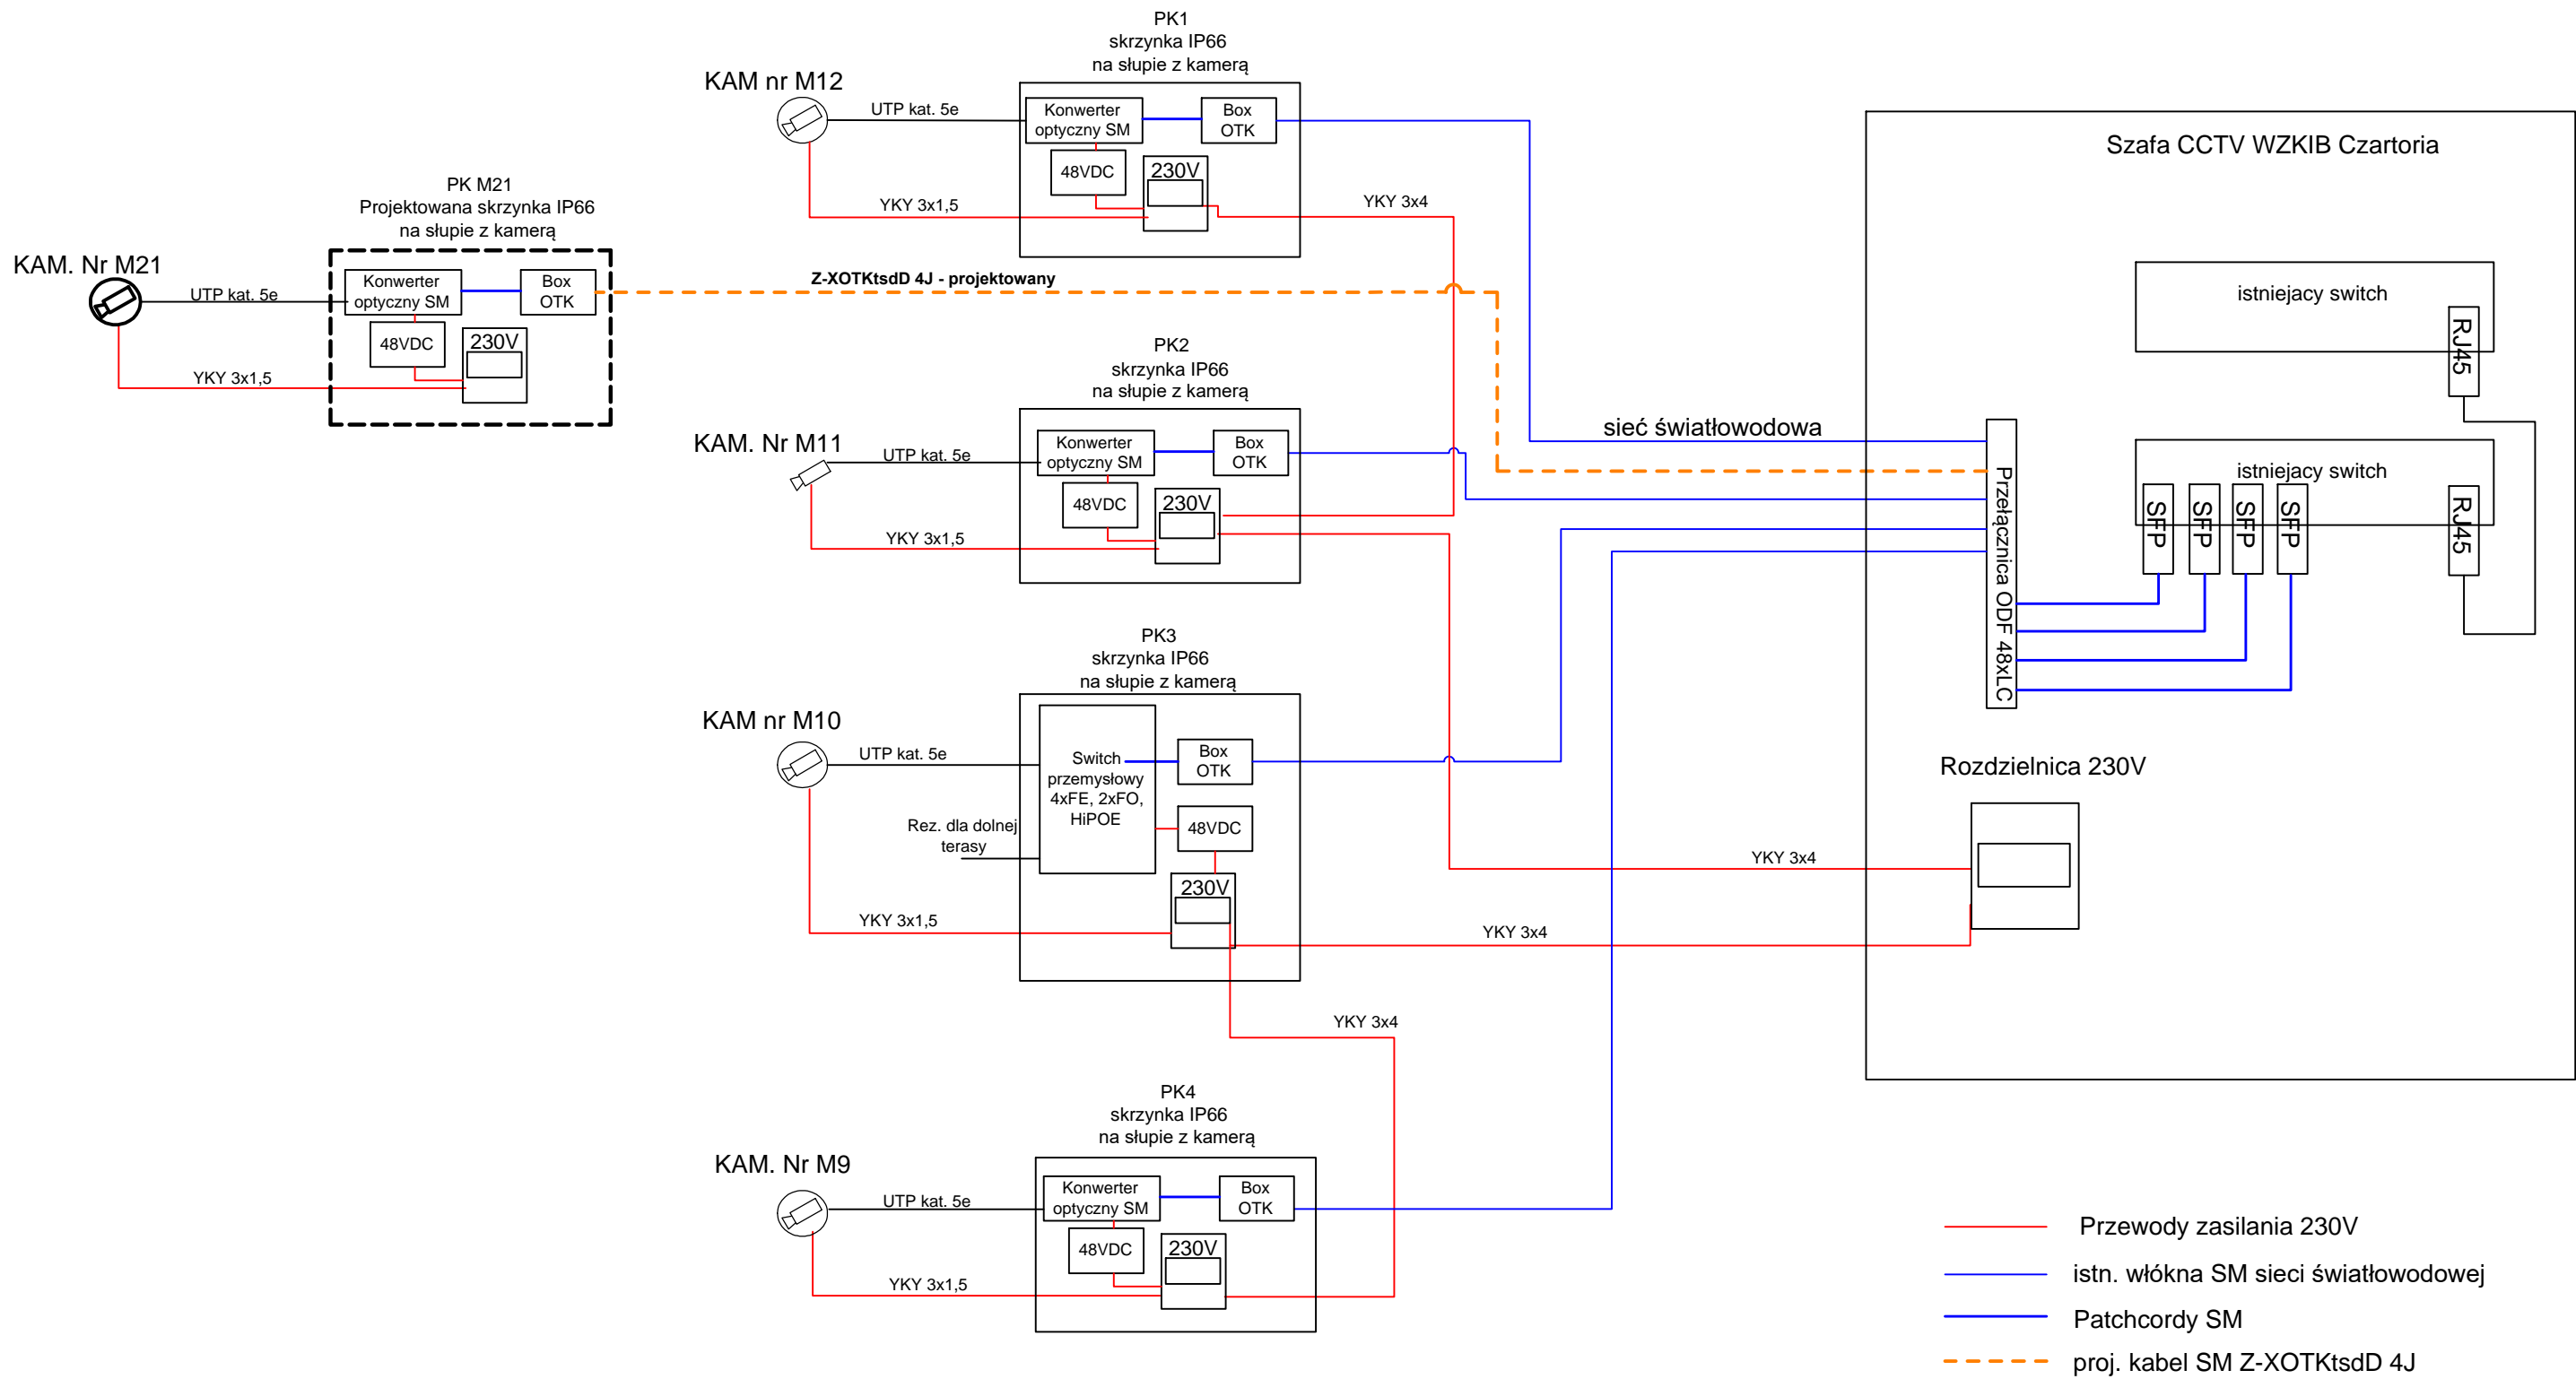 PK1
skrzynka IP66
na słupie z kamerą
KAM nr M12
UTP kat. 5e
Konwerter
optyczny SM
Box
OTK
48VDC
230V
YKY 3x1,5
YKY 3x4
Szafa CCTV WZKIB Czartoria
PK M21
Projektowana skrzynka IP66
na słupie z kamerą
KAM. Nr M21
UTP kat. 5e
Konwerter
optyczny SM
Box
OTK
48VDC
230V
YKY 3x1,5
Z-XOTKtsdD 4J - projektowany
istniejacy switch
RJ45
PK2
skrzynka IP66
na słupie z kamerą
KAM. Nr M11
UTP kat. 5e
Konwerter
optyczny SM
Box
OTK
48VDC
230V
YKY 3x1,5
sieć światłowodowa
Przełącznica ODF 48xLC
istniejacy switch
SFP
SFP
SFP
SFP
RJ45
PK3
skrzynka IP66
na słupie z kamerą
KAM nr M10
UTP kat. 5e
Switch
przemysłowy
4xFE, 2xFO,
HiPOE
Box
OTK
48VDC
Rez. dla dolnej
terasy
230V
YKY 3x1,5
YKY 3x4
YKY 3x4
Rozdzielnica 230V
YKY 3x4
PK4
skrzynka IP66
na słupie z kamerą
KAM. Nr M9
UTP kat. 5e
Konwerter
optyczny SM
Box
OTK
48VDC
230V
YKY 3x1,5
Przewody zasilania 230V
istn. włókna SM sieci światłowodowej
Patchcordy SM
proj. kabel SM Z-XOTKtsdD 4J